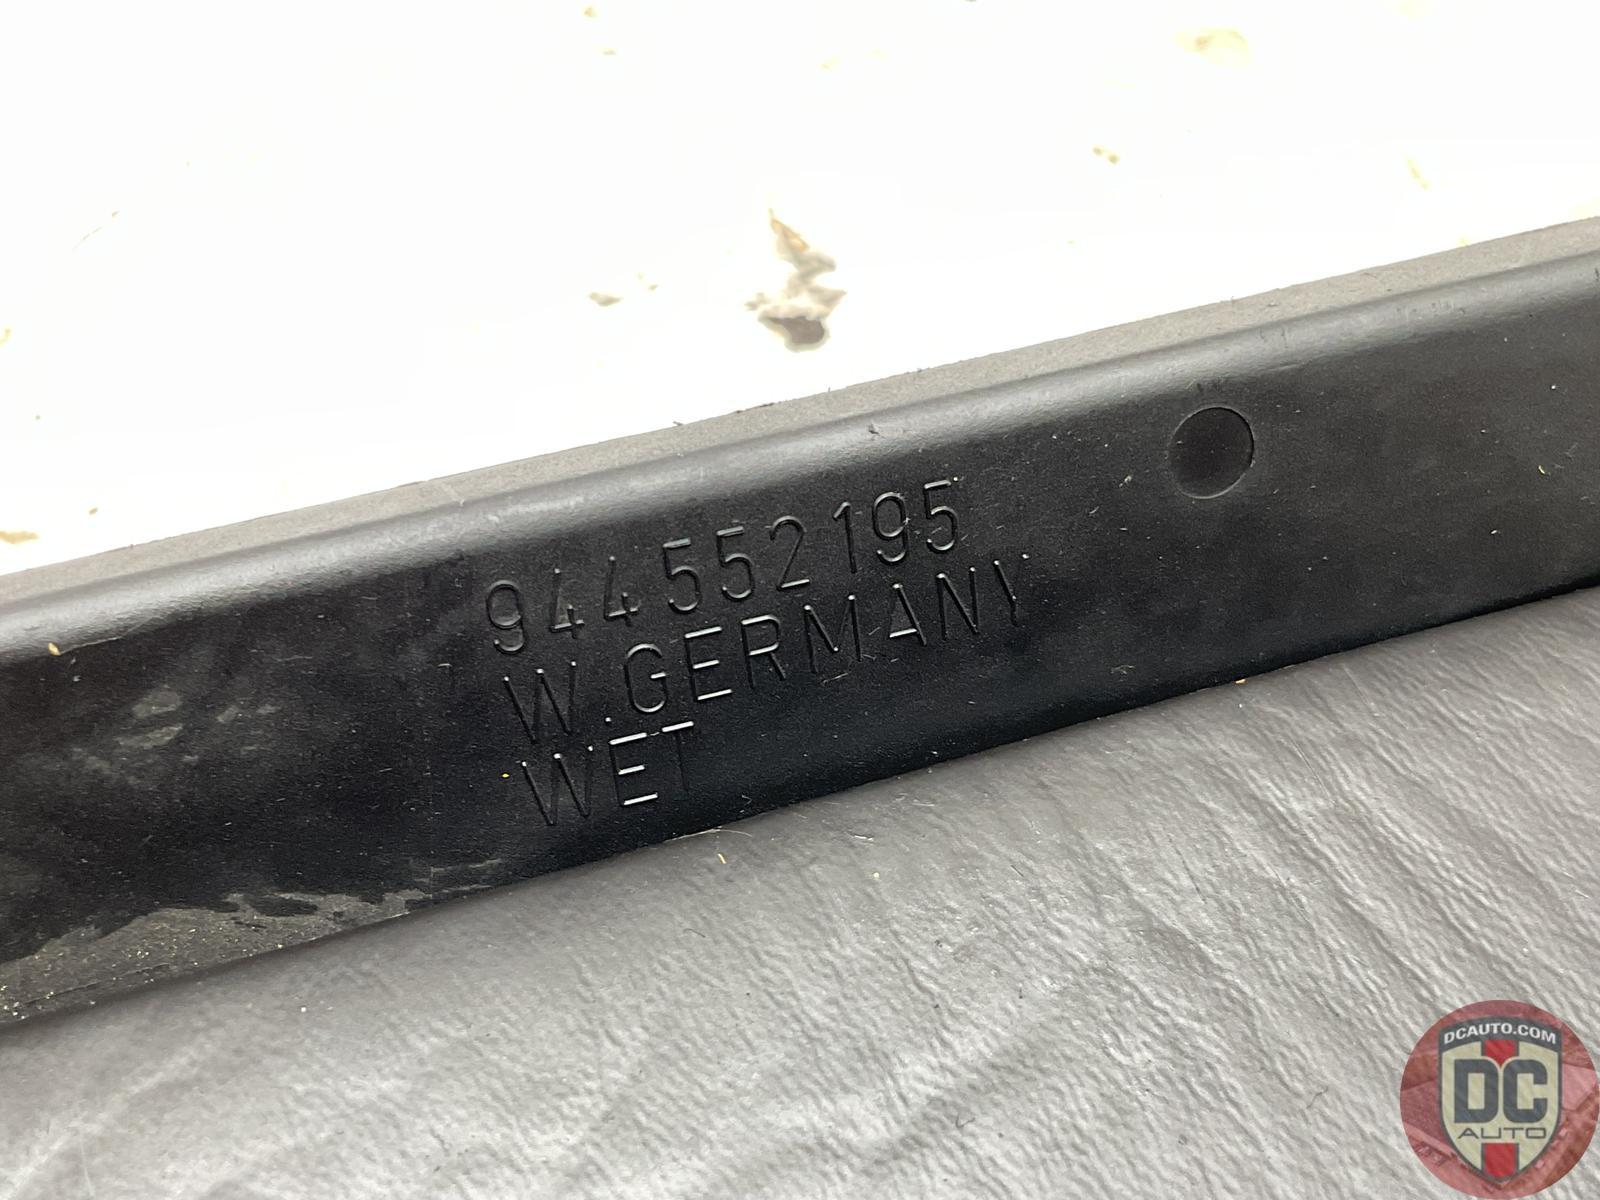 944 552 195
W.GERMANY
WET
DCAUTO.COM
DC
AUTO